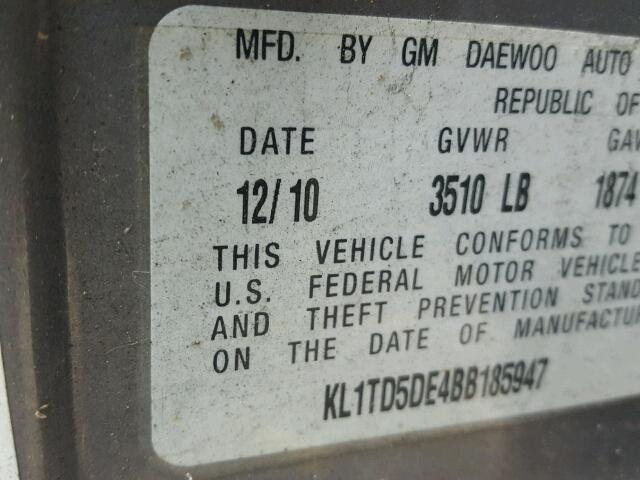 MFD. BY GM DAEWOO AUTO
REPUBLIC OF
DATE GVWR
12/10 3510 LB 1874
THIS VEHICLE CONFORMS TO
U.S. FEDERAL MOTOR VEHICLE
AND THEFT PREVENTION STAND
ON THE DATE OF MANUFACTUR
KL1TD5DE4BB185947